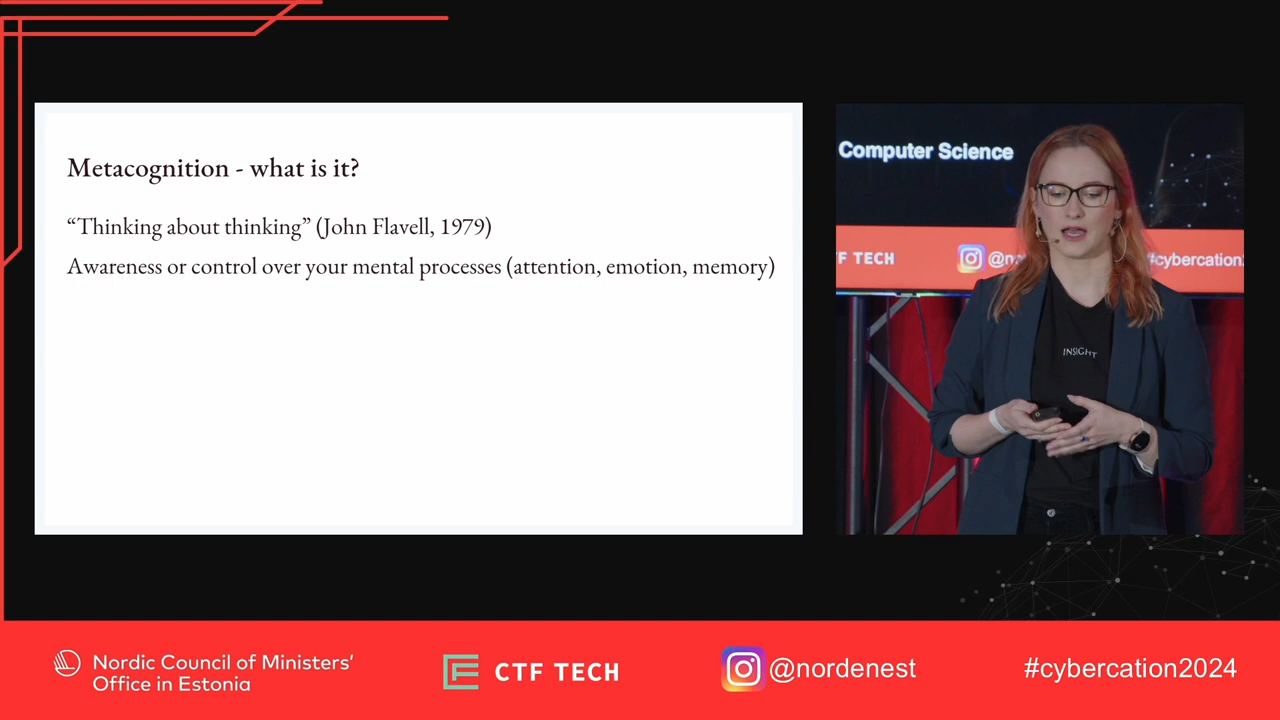 Metacognition - what is it?
“Thinking about thinking” (John Flavell, 1979)
Awareness or control over your mental processes (attention, emotion, memory)
Computer Science
TECH
#cybercation
INSIGHT
Nordic Council of Ministers’
Office in Estonia
CTF TECH
@nordenest
#cybercation2024